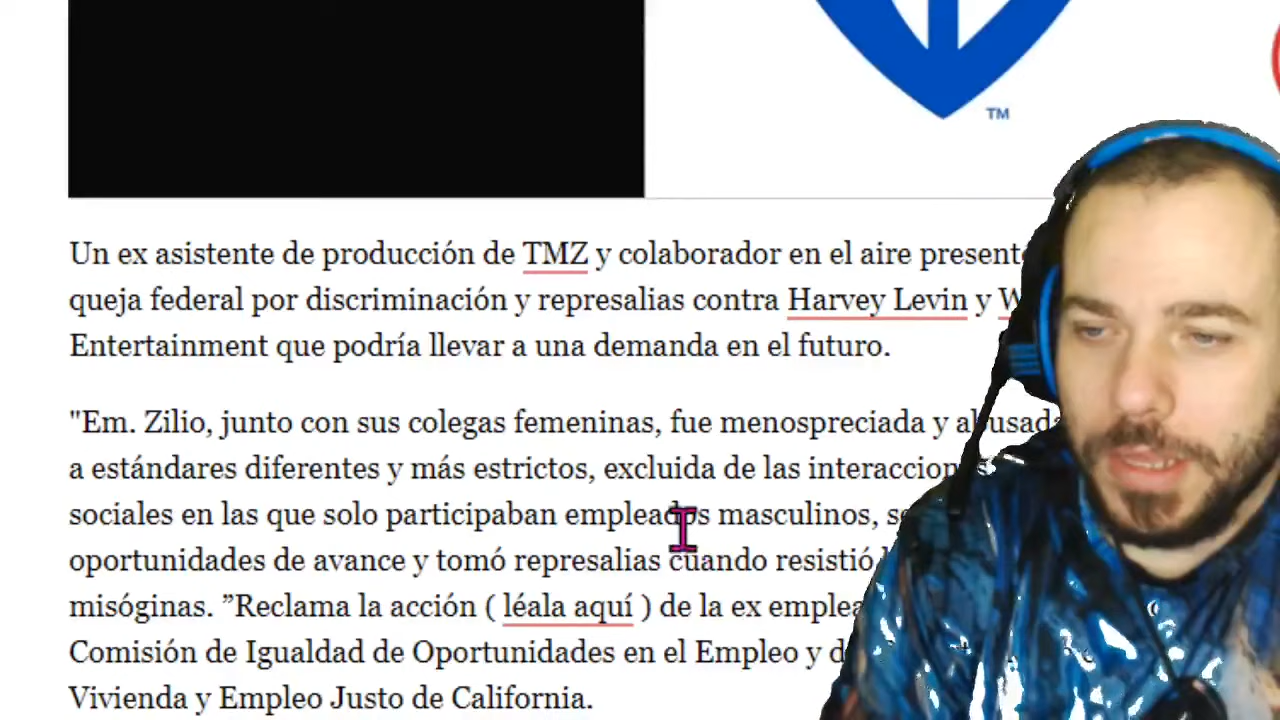 TM
Un ex asistente de producción de TMZ y colaborador en el aire
queja federal por discriminación y represalias contra Harvey Levin y
Entertainment que podría llevar a una demanda en el futuro.
"Em. Zilio, junto con sus colegas femeninas, fue menospreciada y abusada
a estándares diferentes y más estrictos, excluida de las
sociales en las que solo participaban empleados masculinos,
oportunidades de avance y tomó represalias cuando resistió
misóginas. ”Reclama la acción ( léala aquí ) de la ex
Comisión de Igualdad de Oportunidades en el Empleo y
Vivienda y Empleo Justo de California.